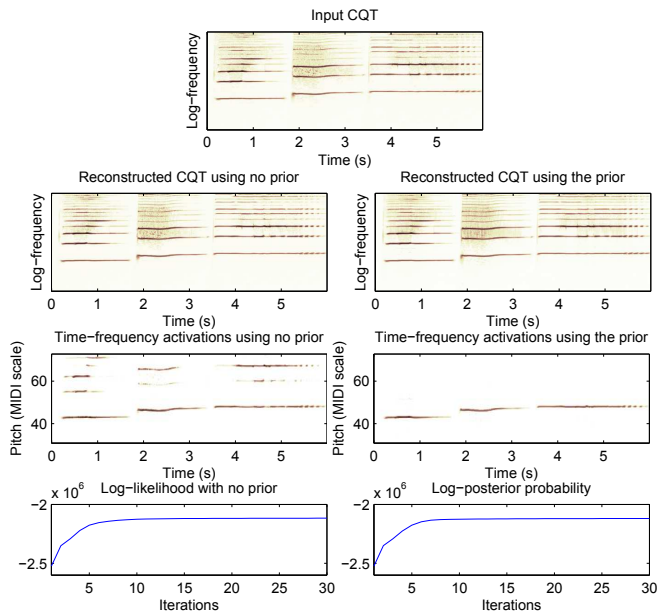 Input CQT
Log−frequency
0 1 2 3 4 5
Time (s)
Reconstructed CQT using no prior
Log−frequency
0 1 2 3 4 5
Time (s)
Reconstructed CQT using the prior
Log−frequency
0 1 2 3 4 5
Time (s)
Time−frequency activations using no prior
Pitch (MIDI scale)
60
40
0 1 2 3 4 5
Time (s)
Time−frequency activations using the prior
Pitch (MIDI scale)
60
40
0 1 2 3 4 5
Time (s)
x 10^6
Log−likelihood with no prior
−2
−2.5
5 10 15 20 25 30
Iterations
x 10^6
Log−posterior probability
−2
−2.5
5 10 15 20 25 30
Iterations